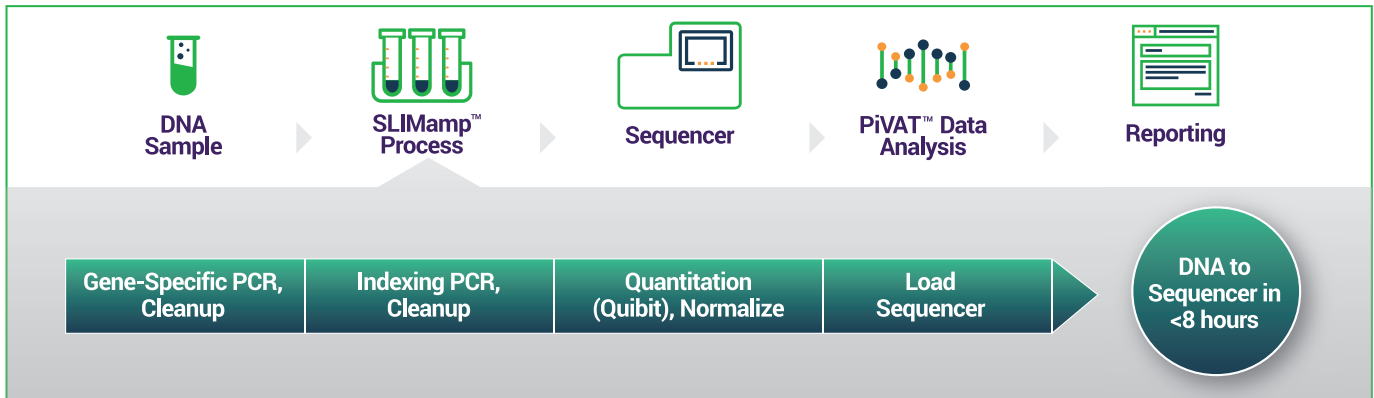 DNA
Sample
SLIMamp™
Process
Sequencer
PiVAT™ Data
Analysis
Reporting
Gene-Specific PCR,
Cleanup
Indexing PCR,
Cleanup
Quantitation
(Quibit), Normalize
Load
Sequencer
DNA to
Sequencer in
<8 hours